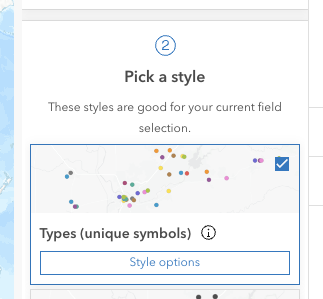 2
Pick a style
These styles are good for your current field
selection.
Types (unique symbols)
Style options